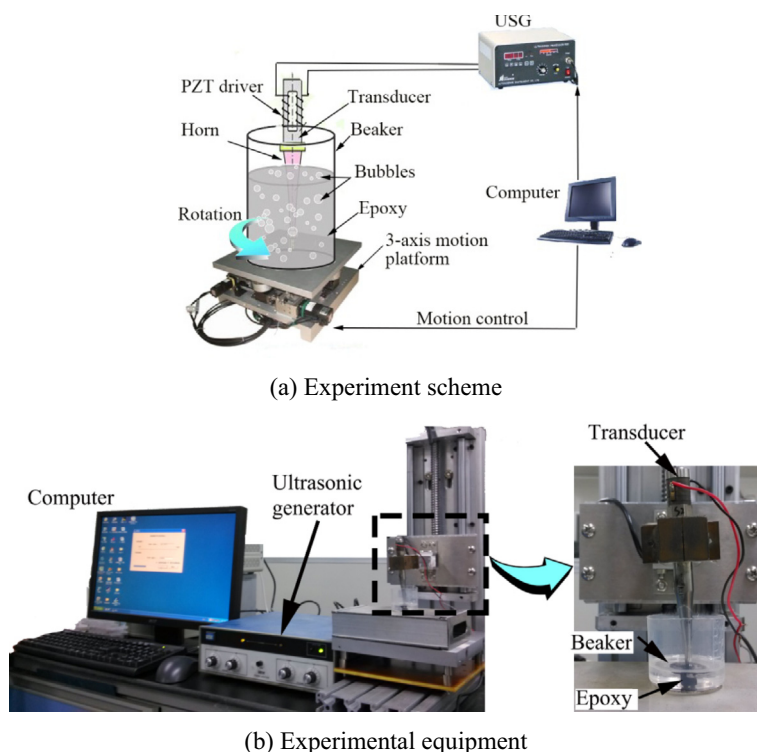 USG
PZT driver
Transducer
Beaker
Horn
Bubbles
Computer
Epoxy
Rotation
3-axis motion
platform
Motion control
(a) Experiment scheme
Transducer
Computer
Ultrasonic
generator
Beaker
Epoxy
(b) Experimental equipment